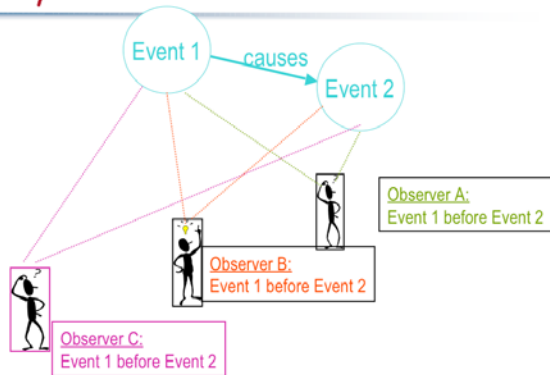 Event 1
causes
Event 2
Observer A:
Event 1 before Event 2
Observer B:
Event 1 before Event 2
Observer C:
Event 1 before Event 2